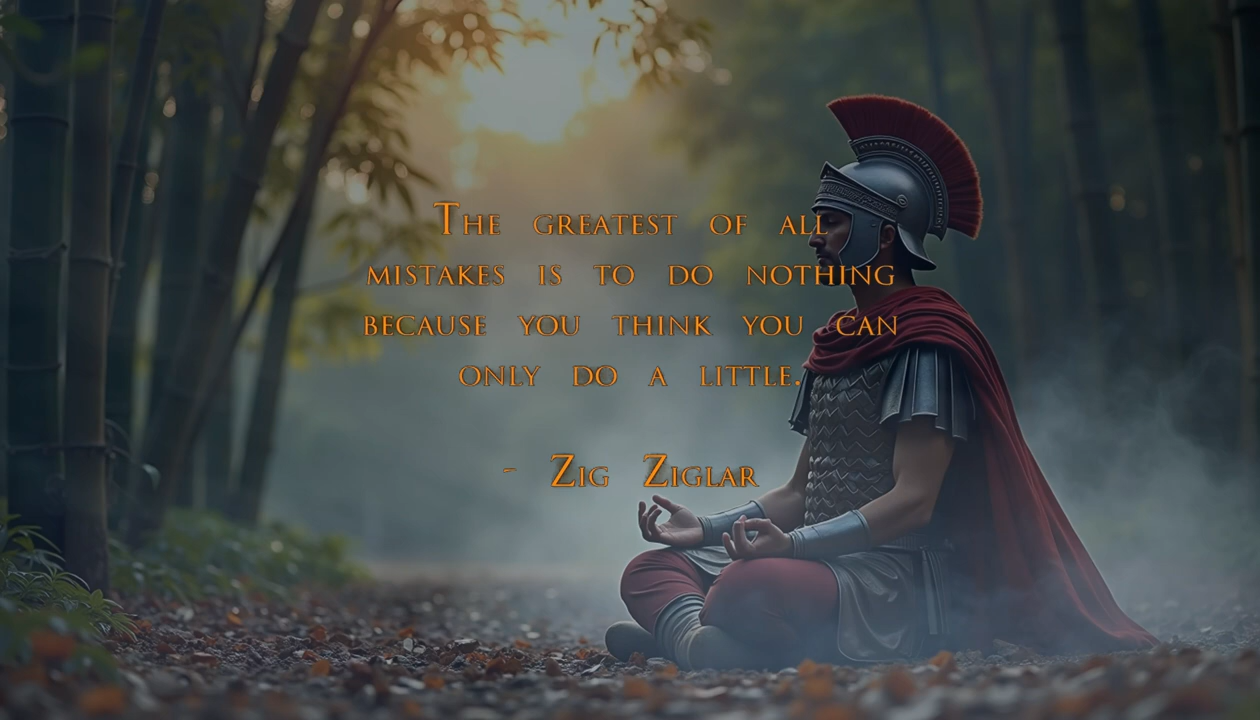 The greatest of all
mistakes is to do nothing
because you think you can
only do a little.
- Zig Ziglar